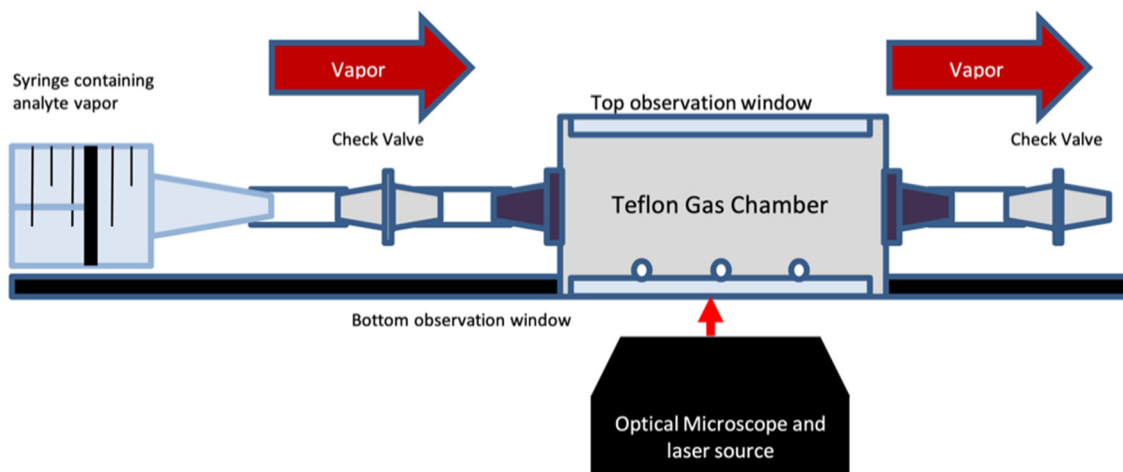 Vapor
Vapor
Syringe containing
analyte vapor
Top observation window
Check Valve
Check Valve
Teflon Gas Chamber
Bottom observation window
Optical Microscope and
laser source